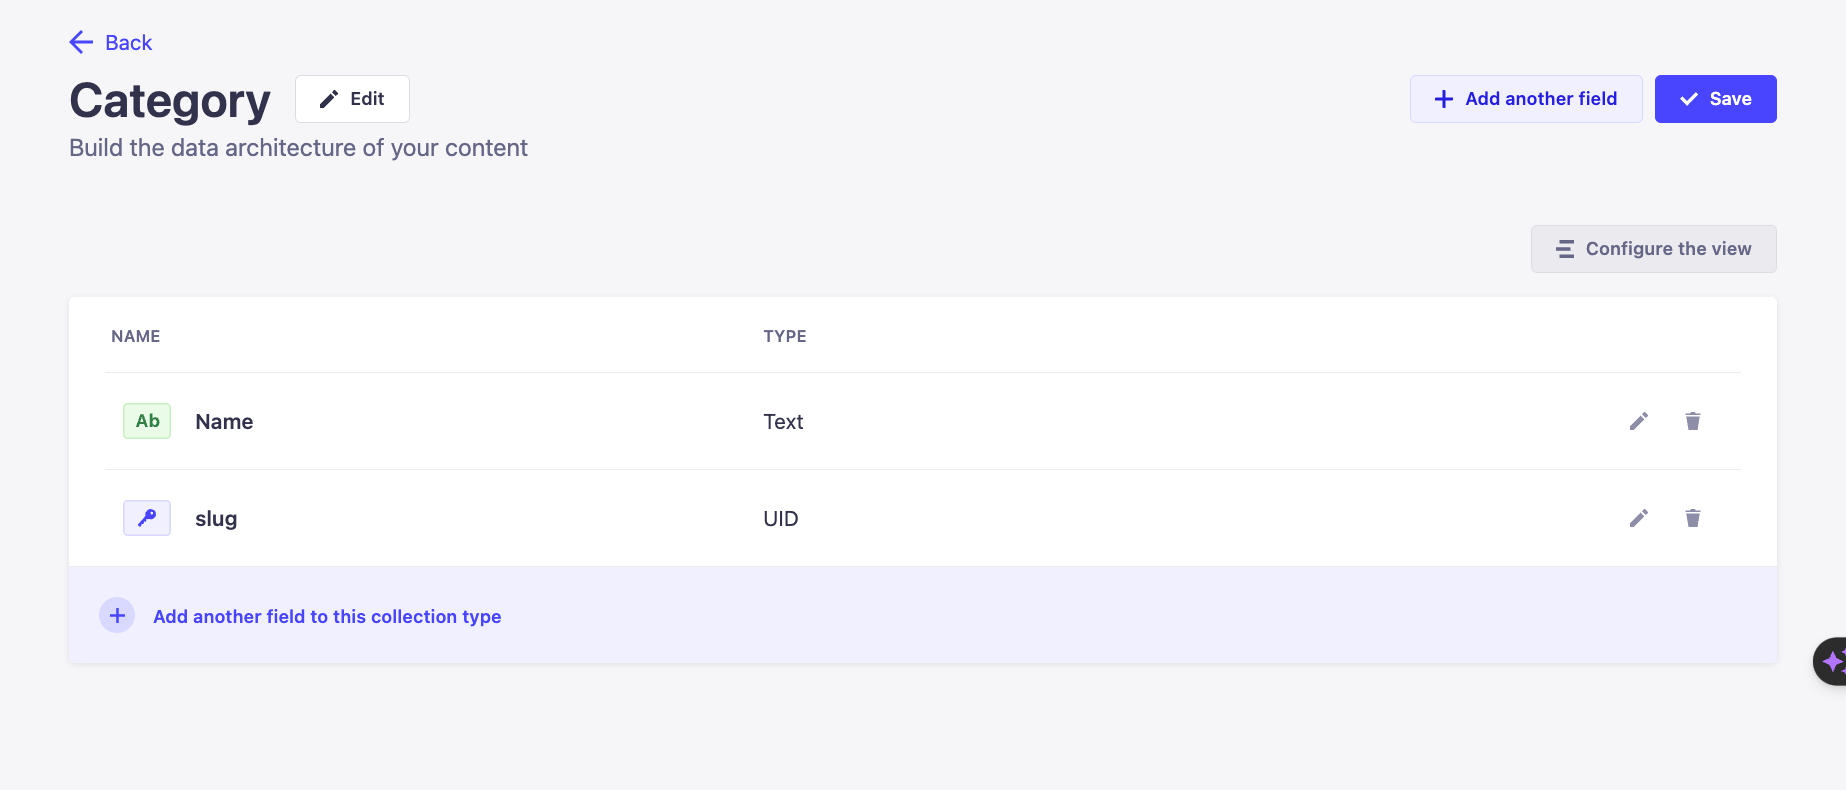 Back
Category
Edit
Add another field
Save
Build the data architecture of your content
Configure the view
NAME TYPE
Ab Name Text
slug UID
Add another field to this collection type